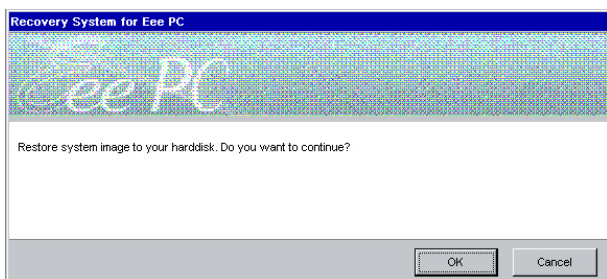 Recovery System for Eee PC
Eee PC
Restore system image to your harddisk. Do you want to continue?
OK
Cancel